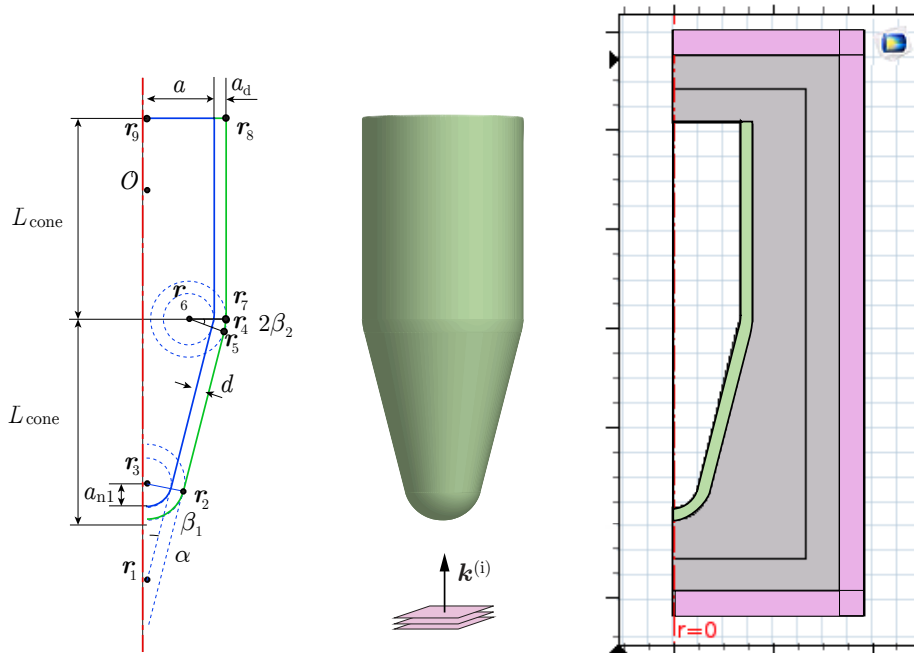 a
a_d
r_9
r_8
O
L_cone
r_6
r_7
r_4
2β_2
r_5
d
L_cone
r_3
a_n1
r_2
β_1
α
r_1
k^(i)
r=0